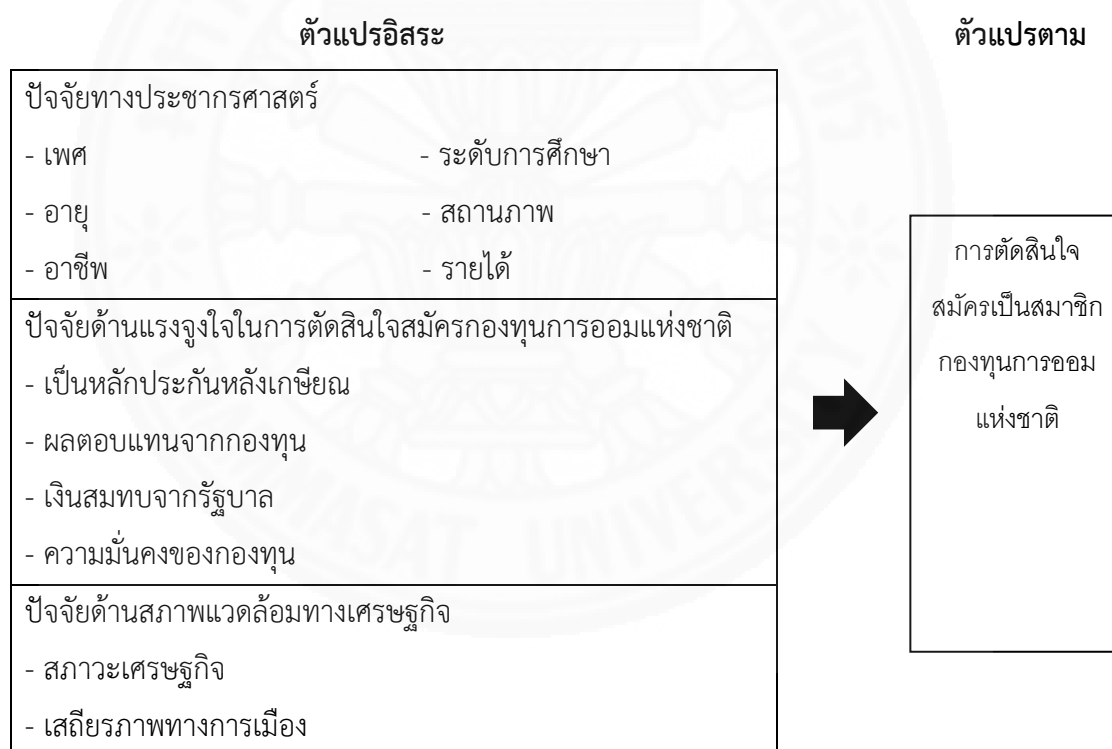 ตัวแปรอิสระ
ตัวแปรตาม
ปัจจัยทางประชากรศาสตร์
- เพศ - ระดับการศึกษา
- อายุ - สถานภาพ
- อาชีพ - รายได้
ปัจจัยด้านแรงจูงใจในการตัดสินใจสมัครกองทุนการออมแห่งชาติ
- เป็นหลักประกันหลังเกษียณ
- ผลตอบแทนจากกองทุน
- เงินสมทบจากรัฐบาล
- ความมั่นคงของกองทุน
ปัจจัยด้านสภาพแวดล้อมทางเศรษฐกิจ
- สภาวะเศรษฐกิจ
- เสถียรภาพทางการเมือง
การตัดสินใจ
สมัครเป็นสมาชิก
กองทุนการออม
แห่งชาติ